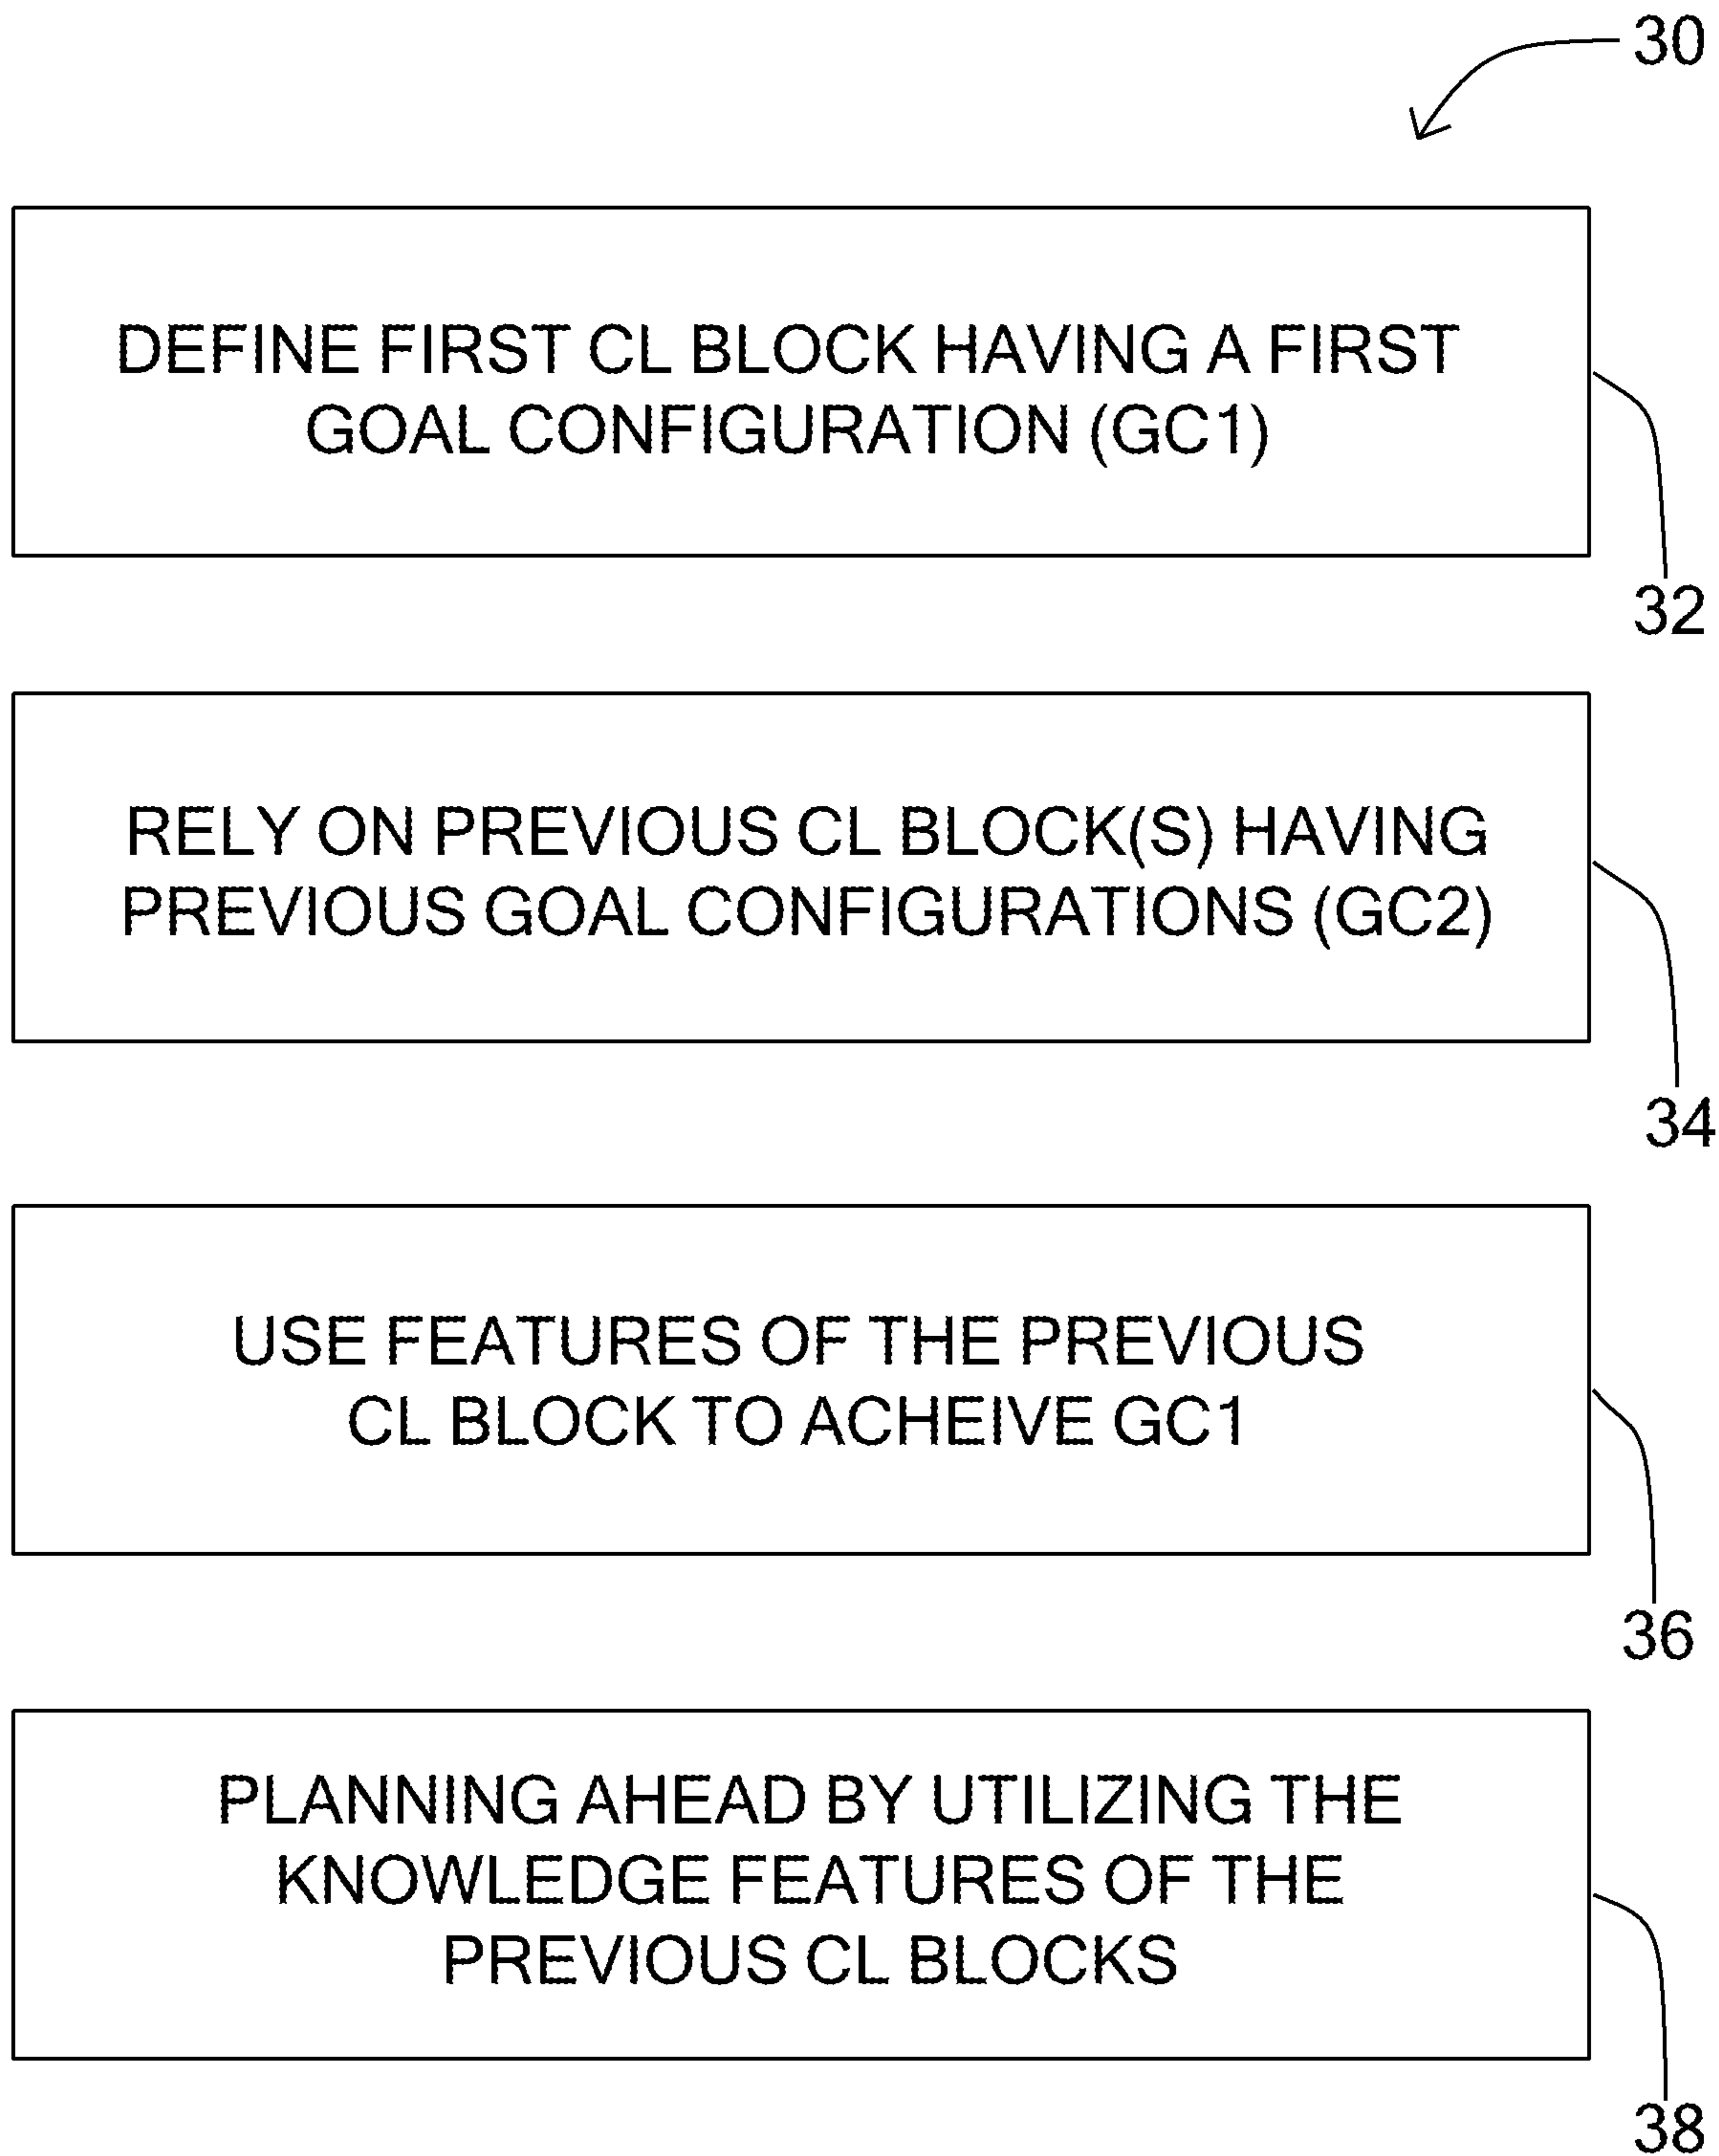 30
DEFINE FIRST CL BLOCK HAVING A FIRST
GOAL CONFIGURATION (GC1)
32
RELY ON PREVIOUS CL BLOCK(S) HAVING
PREVIOUS GOAL CONFIGURATIONS (GC2)
34
USE FEATURES OF THE PREVIOUS
CL BLOCK TO ACHEIVE GC1
36
PLANNING AHEAD BY UTILIZING THE
KNOWLEDGE FEATURES OF THE
PREVIOUS CL BLOCKS
38